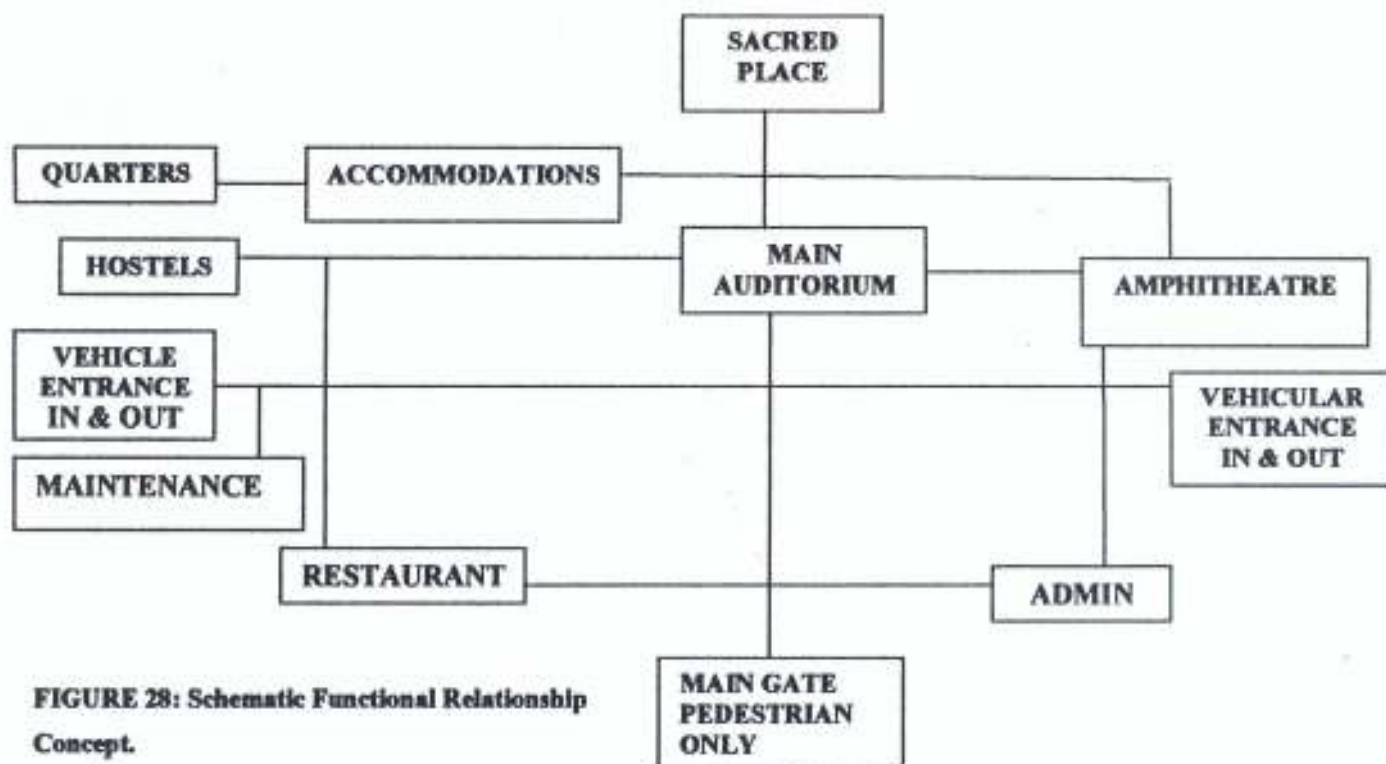 SACRED
PLACE
QUARTERS
ACCOMMODATIONS
HOSTELS
MAIN
AUDITORIUM
AMPHITHEATRE
VEHICLE
ENTRANCE
IN & OUT
VEHICULAR
ENTRANCE
IN & OUT
MAINTENANCE
RESTAURANT
ADMIN
MAIN GATE
PEDESTRIAN
ONLY
FIGURE 28: Schematic Functional Relationship
Concept.